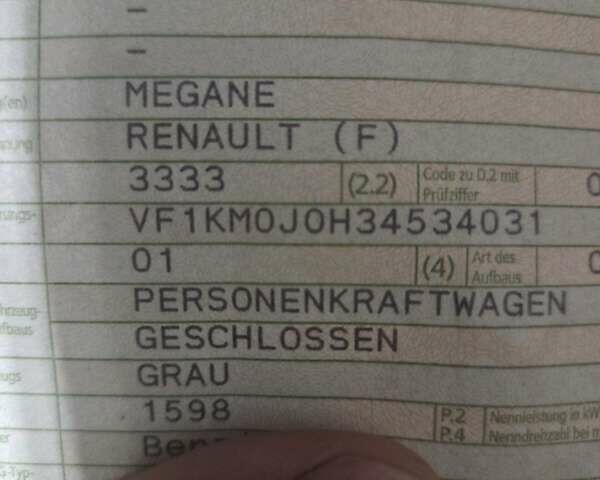 –
–
MEGANE
RENAULT (F)
3333 (2.2) Code zu D.2 mit Prüfziffer 0
VF1KM0J0H34534031
01 (4) Art des Aufbaus
PERSONENKRAFTWAGEN
GESCHLOSSEN
GRAU
1598 P.2 Nennleistung in kW
P.4 Nenndrehzahl bei m